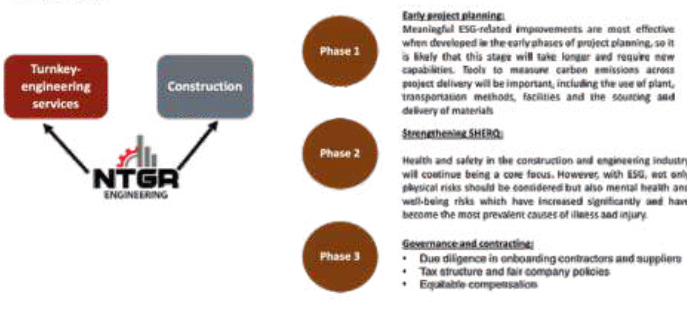 Turnkey-
engineering
services
Construction
NTGR
ENGINEERING
Phase 1
Early project planning:
Meaningful ESG-related improvements are most effective
when developed in the early phases of project planning, so it
is likely that this stage will take longer and require new
capabilities. Tools to measure carbon emissions across
project delivery will be important, including the use of plant,
transportation methods, facilities and the sourcing and
delivery of materials
Phase 2
Strengthening SHERQ:
Health and safety in the construction and engineering industry
will continue being a core focus. However, with ESG, not only
physical risks should be considered but also mental health and
well-being risks which have increased significantly and have
become the most prevalent causes of illness and injury.
Phase 3
Governance and contracting:
• Due diligence in onboarding contractors and suppliers
• Tax structure and fair company policies
• Equitable compensation